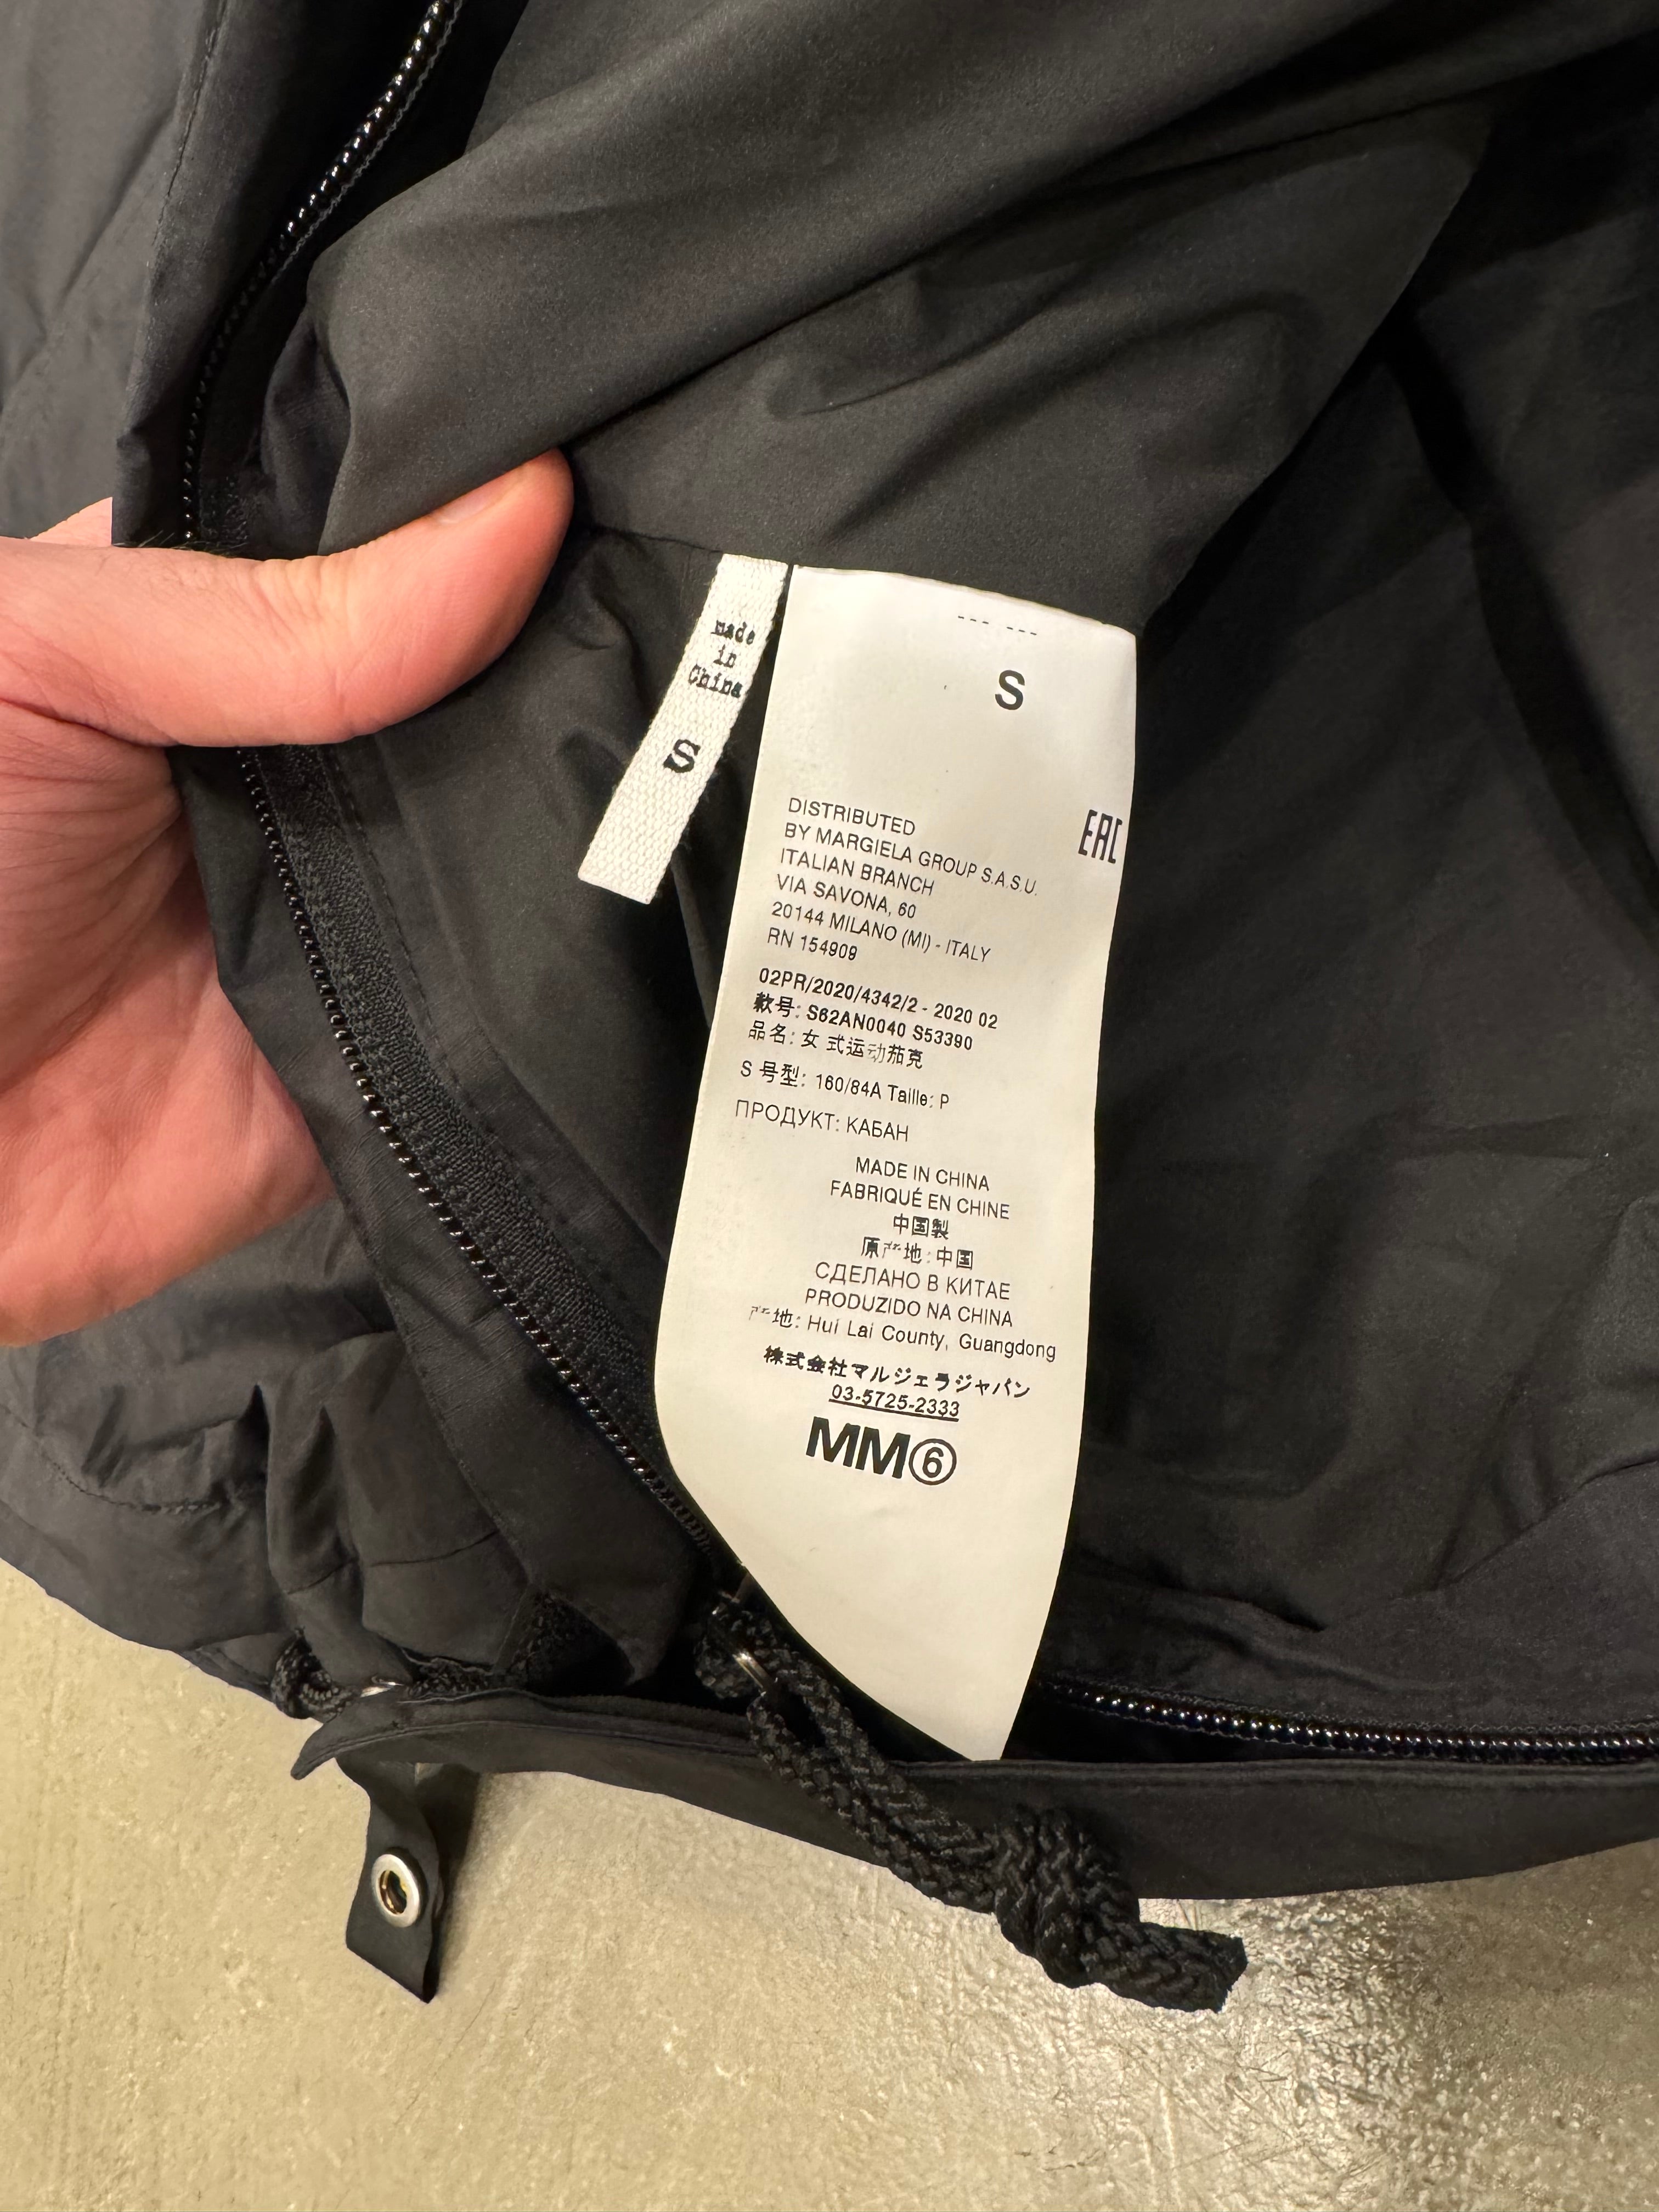 made
in
China
S
--- ---
S
EAC
DISTRIBUTED
BY MARGIELA GROUP S.A.S.U.
ITALIAN BRANCH
VIA SAVONA, 60
20144 MILANO (MI) - ITALY
RN 154909
02PR/2020/4342/2 - 2020 02
款号: S62AN0040 S53390
品名: 女 式运动茄克
S 号型: 160/84A Taille: P
ПРОДУКТ: КАБАН
MADE IN CHINA
FABRIQUÉ EN CHINE
中国製
原产地: 中国
СДЕЛАНО В КИТАЕ
PRODUZIDO NA CHINA
产地: Hui Lai County, Guangdong
株式会社マルジェラジャパン
03-5725-2333
MM⑥